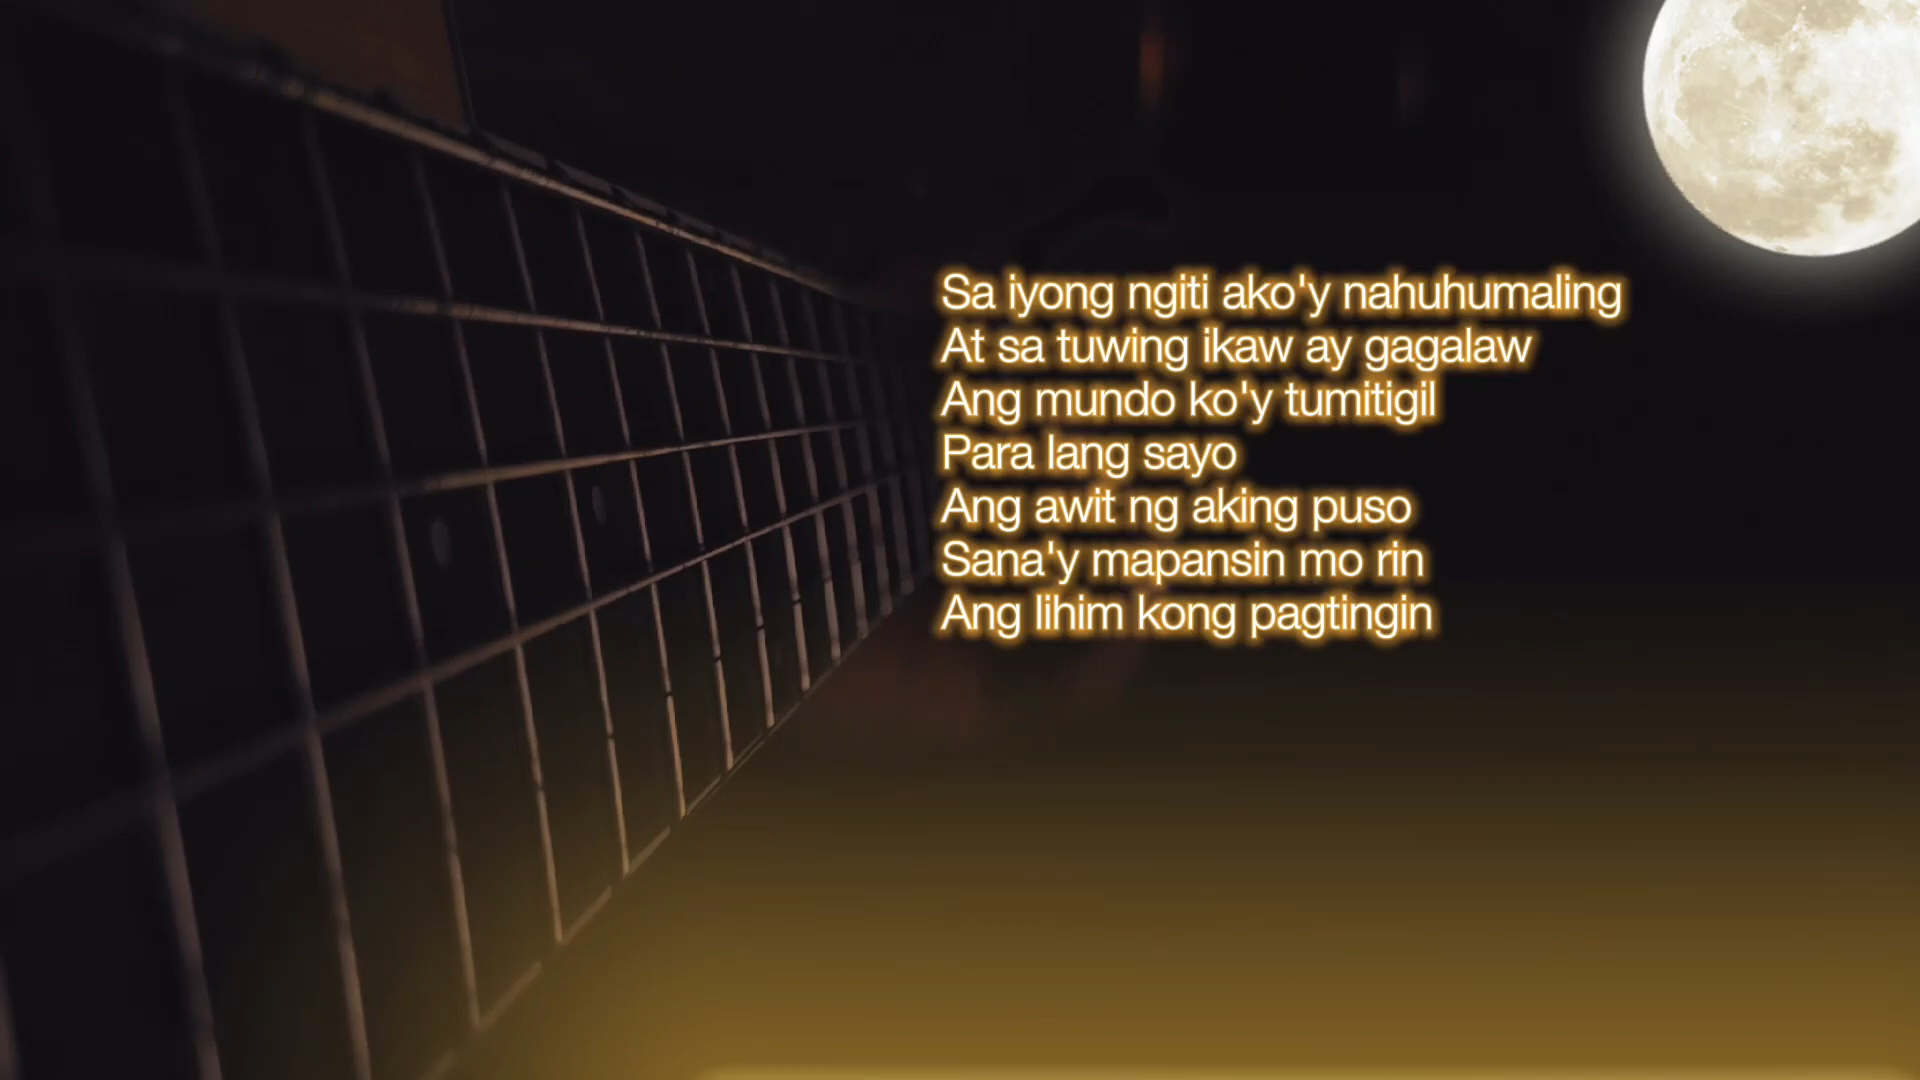 Sa iyong ngiti ako'y nahuhumaling
At sa tuwing ikaw ay gagalaw
Ang mundo ko'y tumitigil
Para lang sayo
Ang awit ng aking puso
Sana'y mapansin mo rin
Ang lihim kong pagtingin